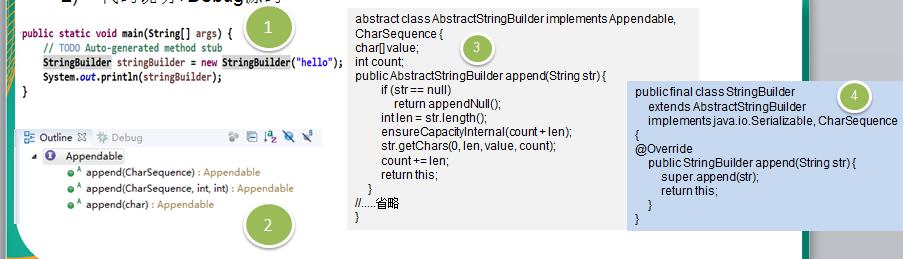 public static void main(String[] args) {
// TODO Auto-generated method stub
StringBuilder stringBuilder = new StringBuilder("hello");
System.out.println(stringBuilder);
}
1
Outline Debug
Appendable
append(CharSequence) : Appendable
append(CharSequence, int, int) : Appendable
append(char) : Appendable
2
abstract class AbstractStringBuilder implements Appendable,
CharSequence {
char[] value;
int count;
public AbstractStringBuilder append(String str) {
if (str == null)
return appendNull();
int len = str.length();
ensureCapacityInternal(count + len);
str.getChars(0, len, value, count);
count += len;
return this;
}
//.....省略
}
3
public final class StringBuilder
extends AbstractStringBuilder
implements java.io.Serializable, CharSequence
{
@Override
public StringBuilder append(String str) {
super.append(str);
return this;
}
}
4